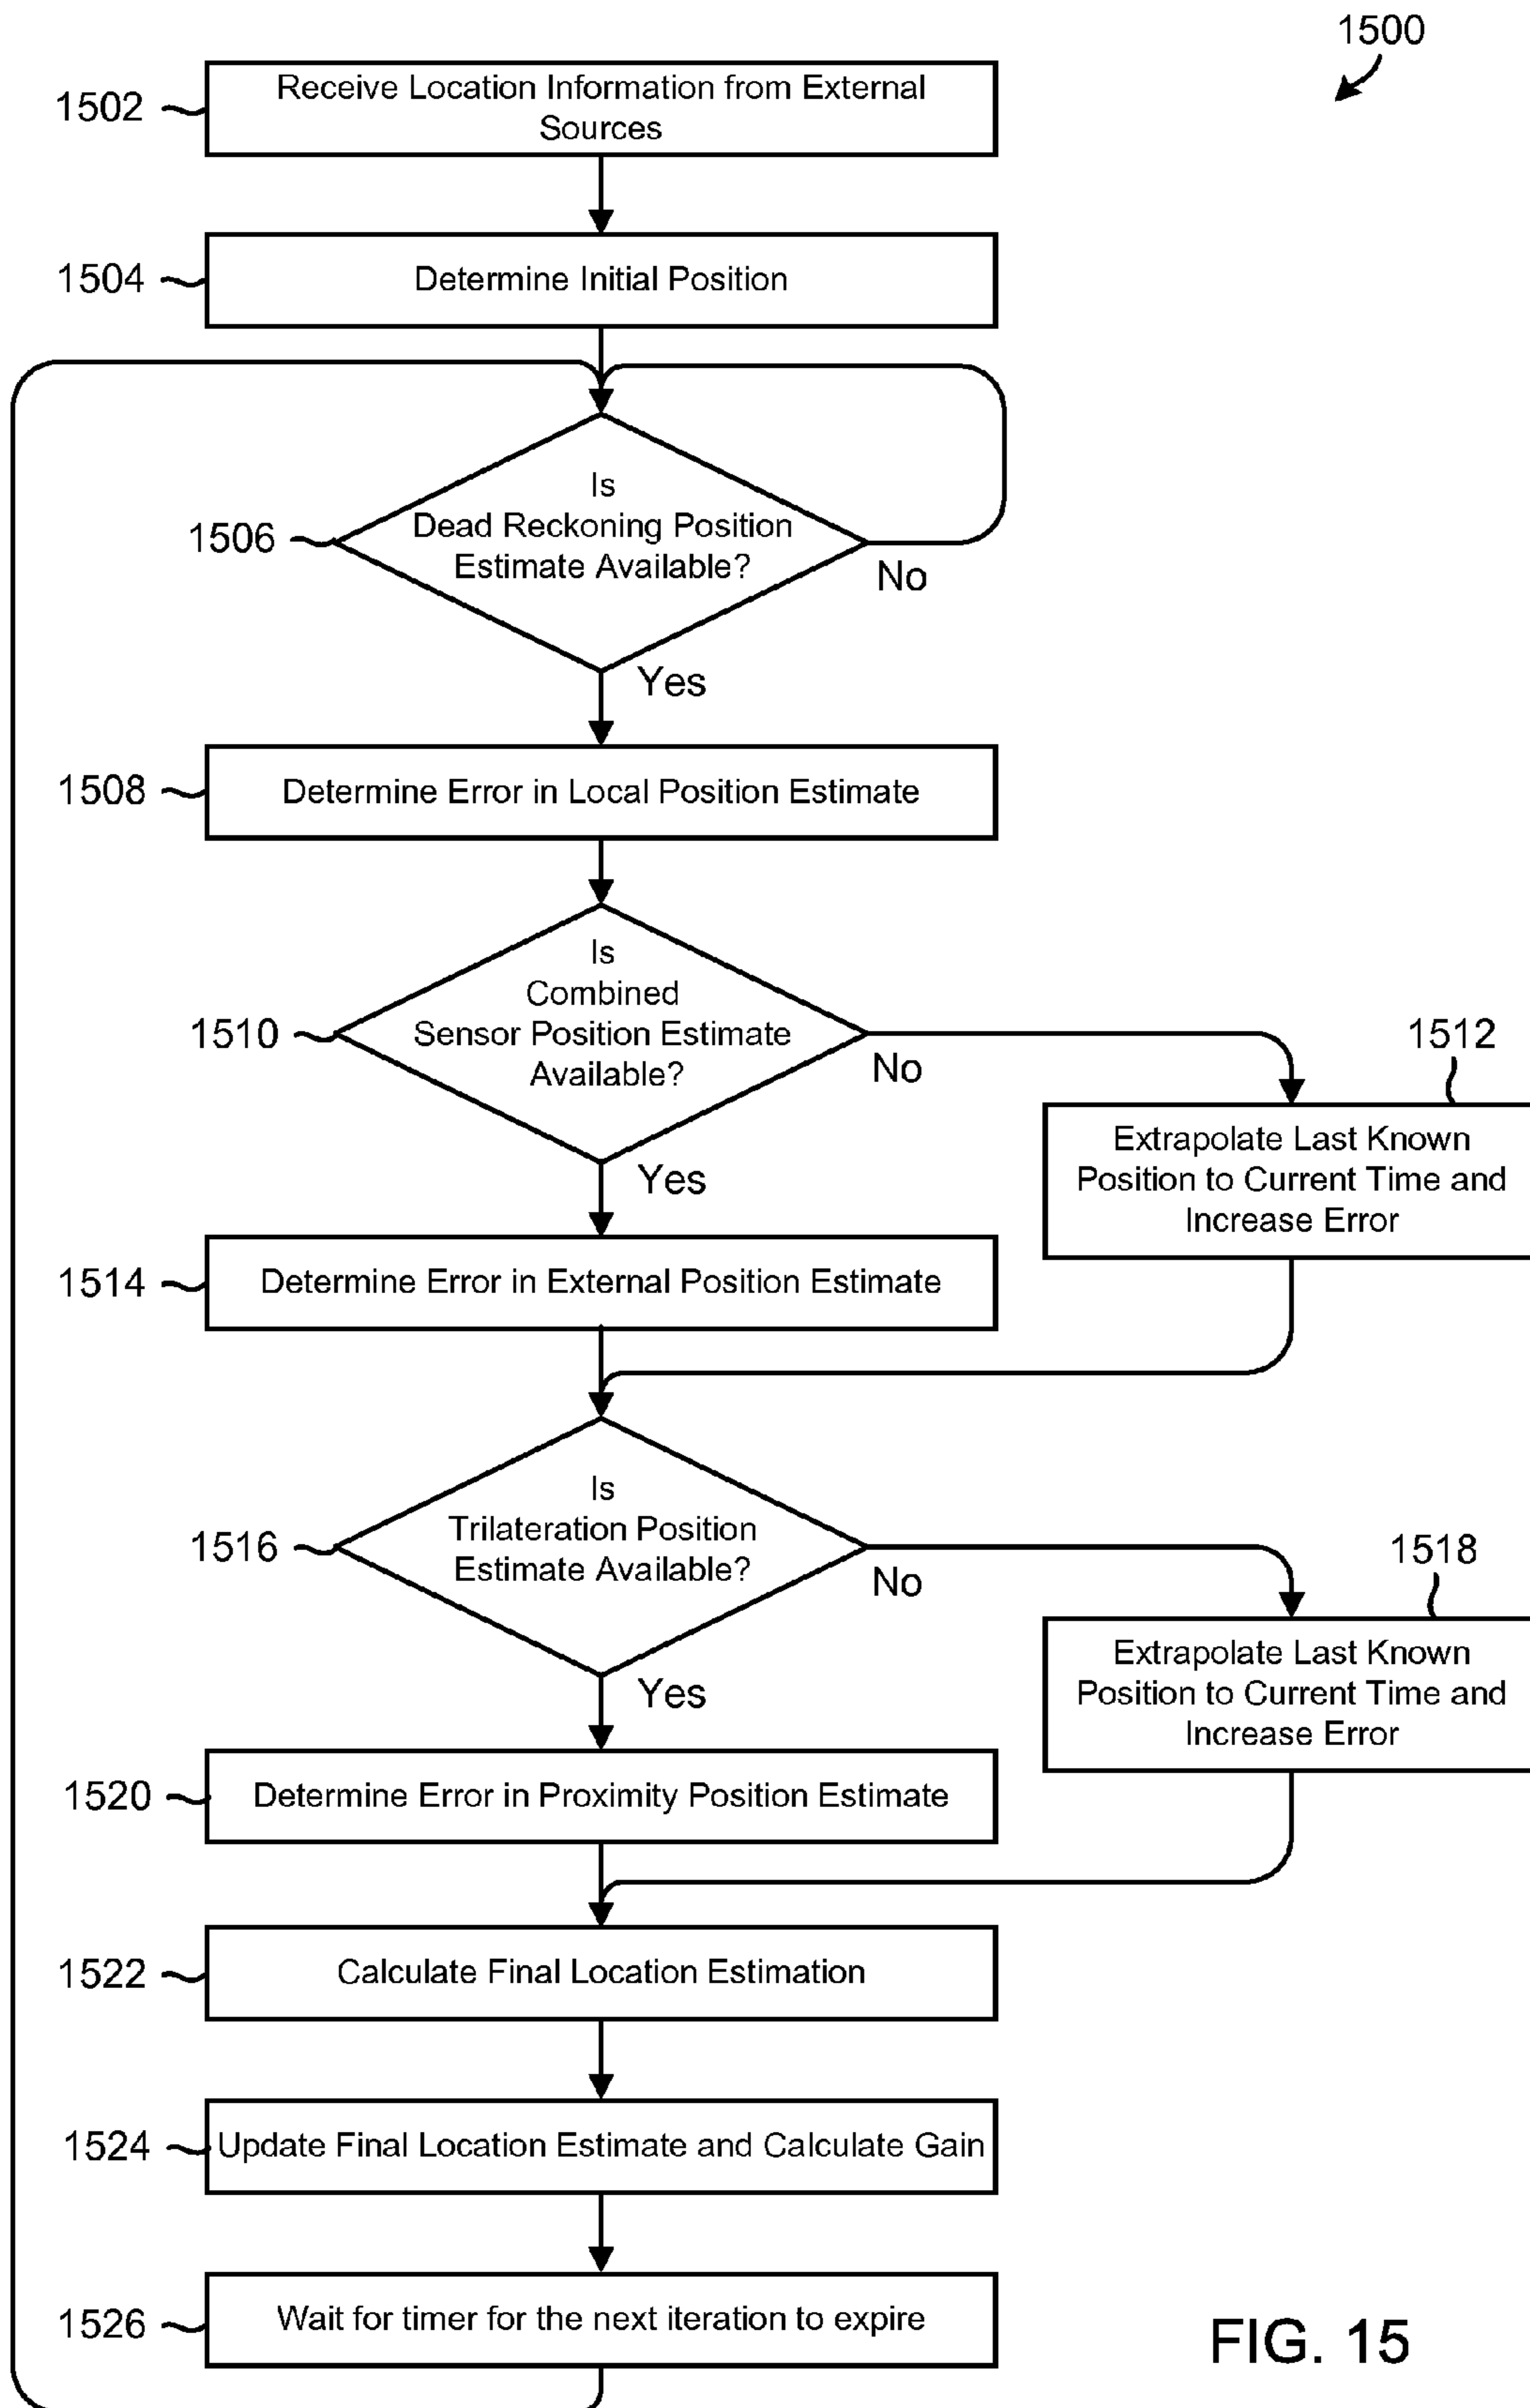 1500
1502
Receive Location Information from External
Sources
1504
Determine Initial Position
1506
Is
Dead Reckoning Position
Estimate Available?
No
Yes
1508
Determine Error in Local Position Estimate
1510
Is
Combined
Sensor Position Estimate
Available?
No
Yes
1512
Extrapolate Last Known
Position to Current Time and
Increase Error
1514
Determine Error in External Position Estimate
1516
Is
Trilateration Position
Estimate Available?
No
Yes
1518
Extrapolate Last Known
Position to Current Time and
Increase Error
1520
Determine Error in Proximity Position Estimate
1522
Calculate Final Location Estimation
1524
Update Final Location Estimate and Calculate Gain
1526
Wait for timer for the next iteration to expire
FIG. 15